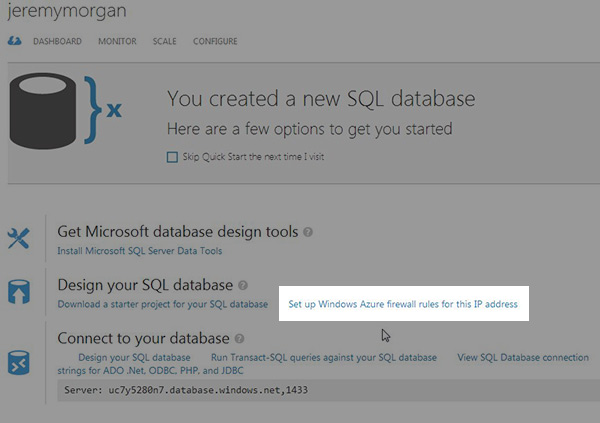 jeremymorgan
DASHBOARD MONITOR SCALE CONFIGURE
You created a new SQL database
Here are a few options to get you started
Skip Quick Start the next time I visit
}x
Get Microsoft database design tools ?
Install Microsoft SQL Server Data Tools
Design your SQL database ?
Download a starter project for your SQL database Set up Windows Azure firewall rules for this IP address
Connect to your database ?
Design your SQL database Run Transact-SQL queries against your SQL database View SQL Database connection
strings for ADO .Net, ODBC, PHP, and JDBC
Server: uc7y5280n7.database.windows.net,1433